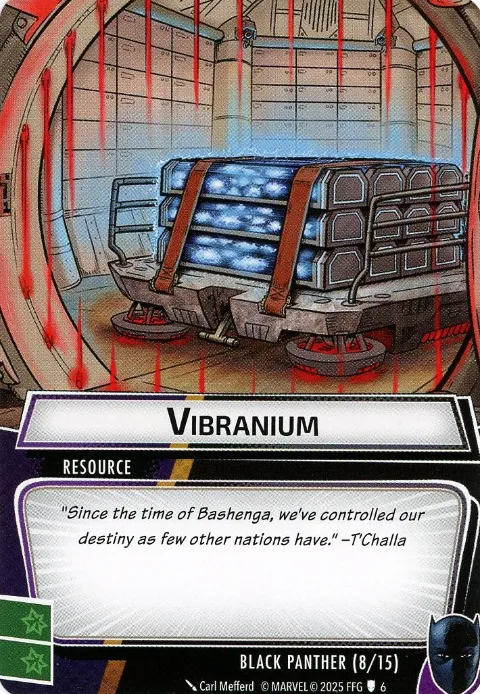 VIBRANIUM
RESOURCE
"Since the time of Bashenga, we've controlled our
destiny as few other nations have." –T'Challa
BLACK PANTHER (8/15)
Carl Mefferd © MARVEL © 2025 FFG 6